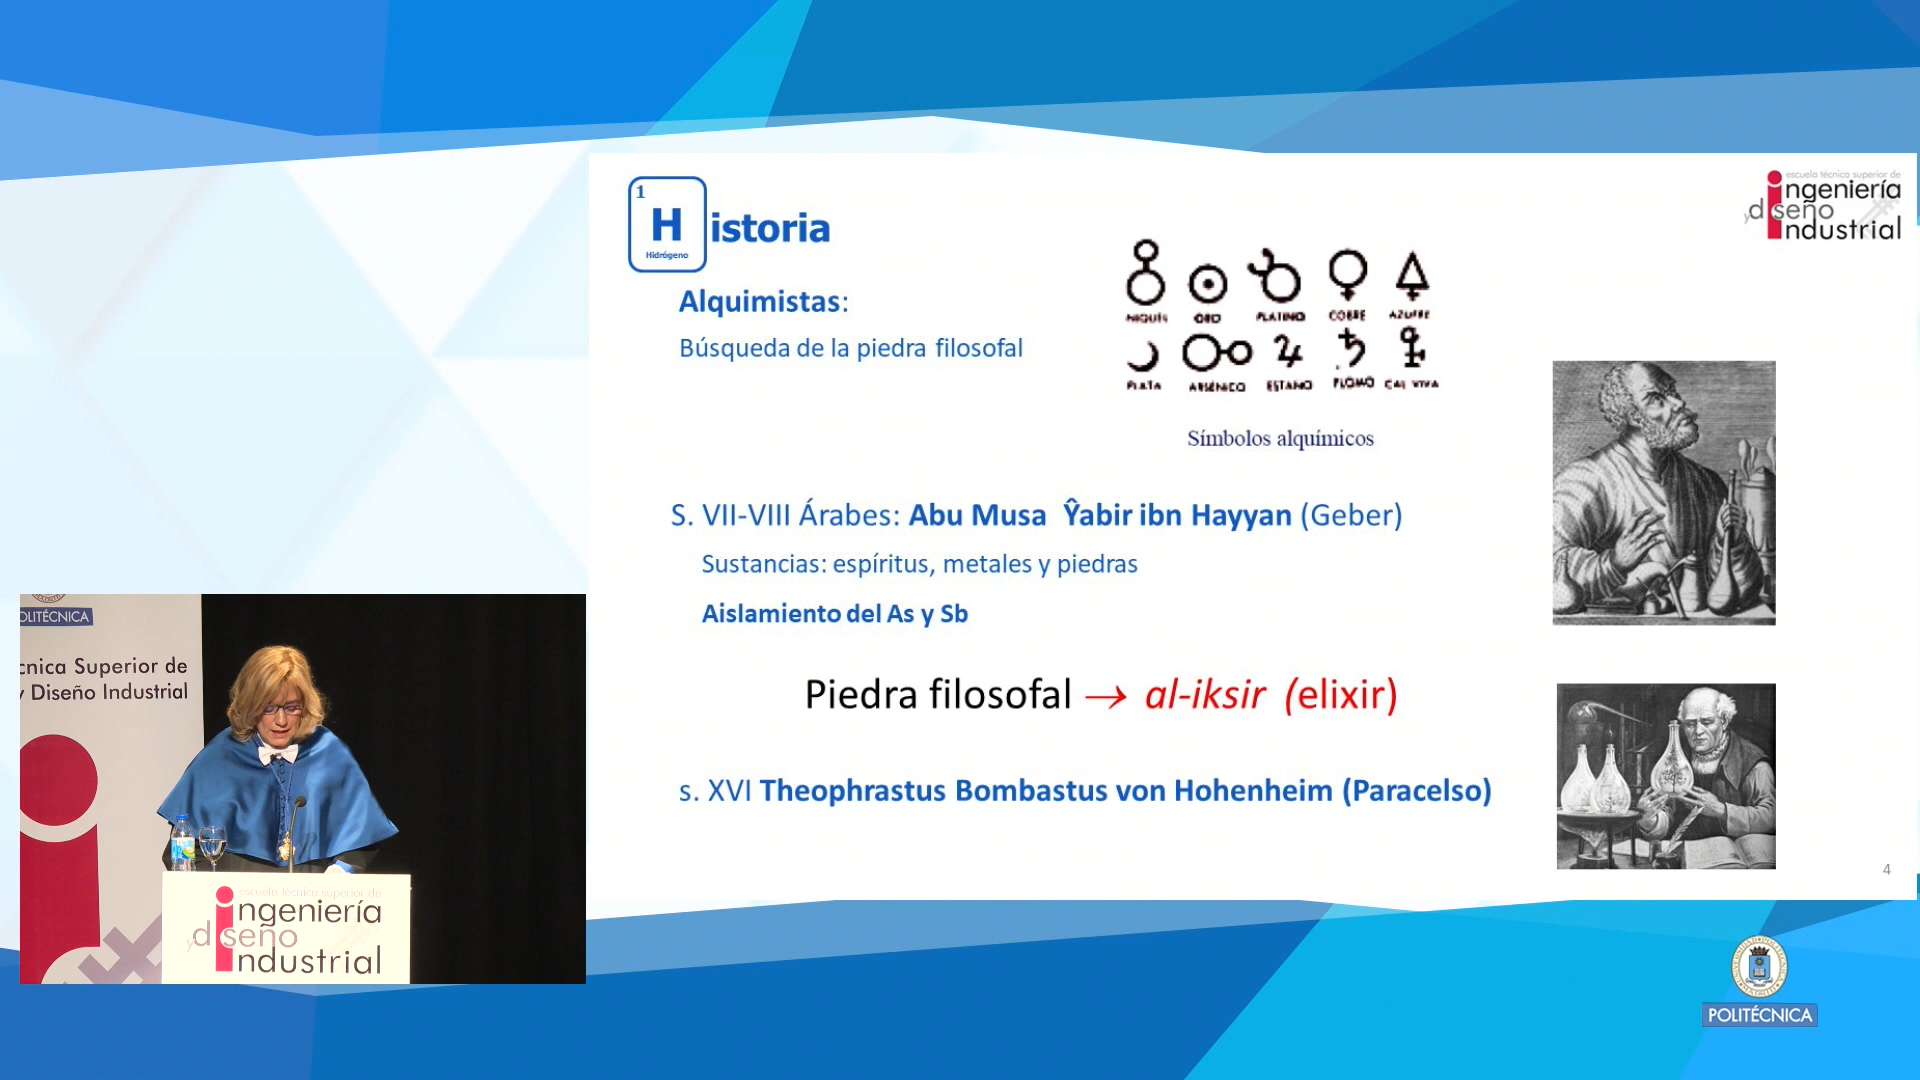 1
H
Hidrógeno
istoria
escuela técnica superior de
ingeniería
y diseño
industrial
Alquimistas:
Búsqueda de la piedra filosofal
NIQUEL ORO PLATINO COBRE AZUFRE
PLATA ARSENICO ESTANO PLOMO CAL VIVA
Símbolos alquímicos
S. VII-VIII Árabes: Abu Musa Ŷabir ibn Hayyan (Geber)
Sustancias: espíritus, metales y piedras
Aislamiento del As y Sb
Piedra filosofal → al-iksir (elixir)
s. XVI Theophrastus Bombastus von Hohenheim (Paracelso)
4
OLITÉCNICA
cnica Superior de
y Diseño Industrial
escuela técnica superior de
ingeniería
y diseño
industrial
POLITÉCNICA